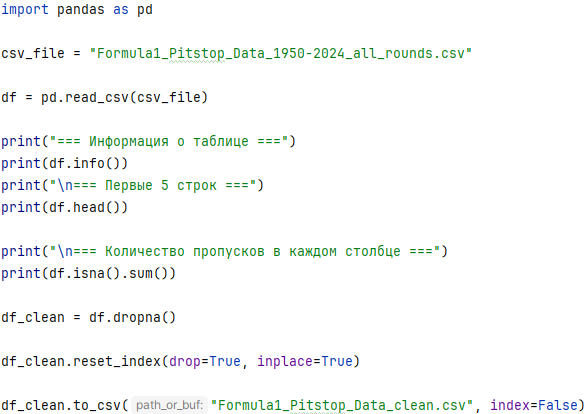 import pandas as pd
csv_file = "Formula1_Pitstop_Data_1950-2024_all_rounds.csv"
df = pd.read_csv(csv_file)
print("=== Информация о таблице ===")
print(df.info())
print("\n=== Первые 5 строк ===")
print(df.head())
print("\n=== Количество пропусков в каждом столбце ===")
print(df.isna().sum())
df_clean = df.dropna()
df_clean.reset_index(drop=True, inplace=True)
df_clean.to_csv( path_or_buf: "Formula1_Pitstop_Data_clean.csv", index=False)